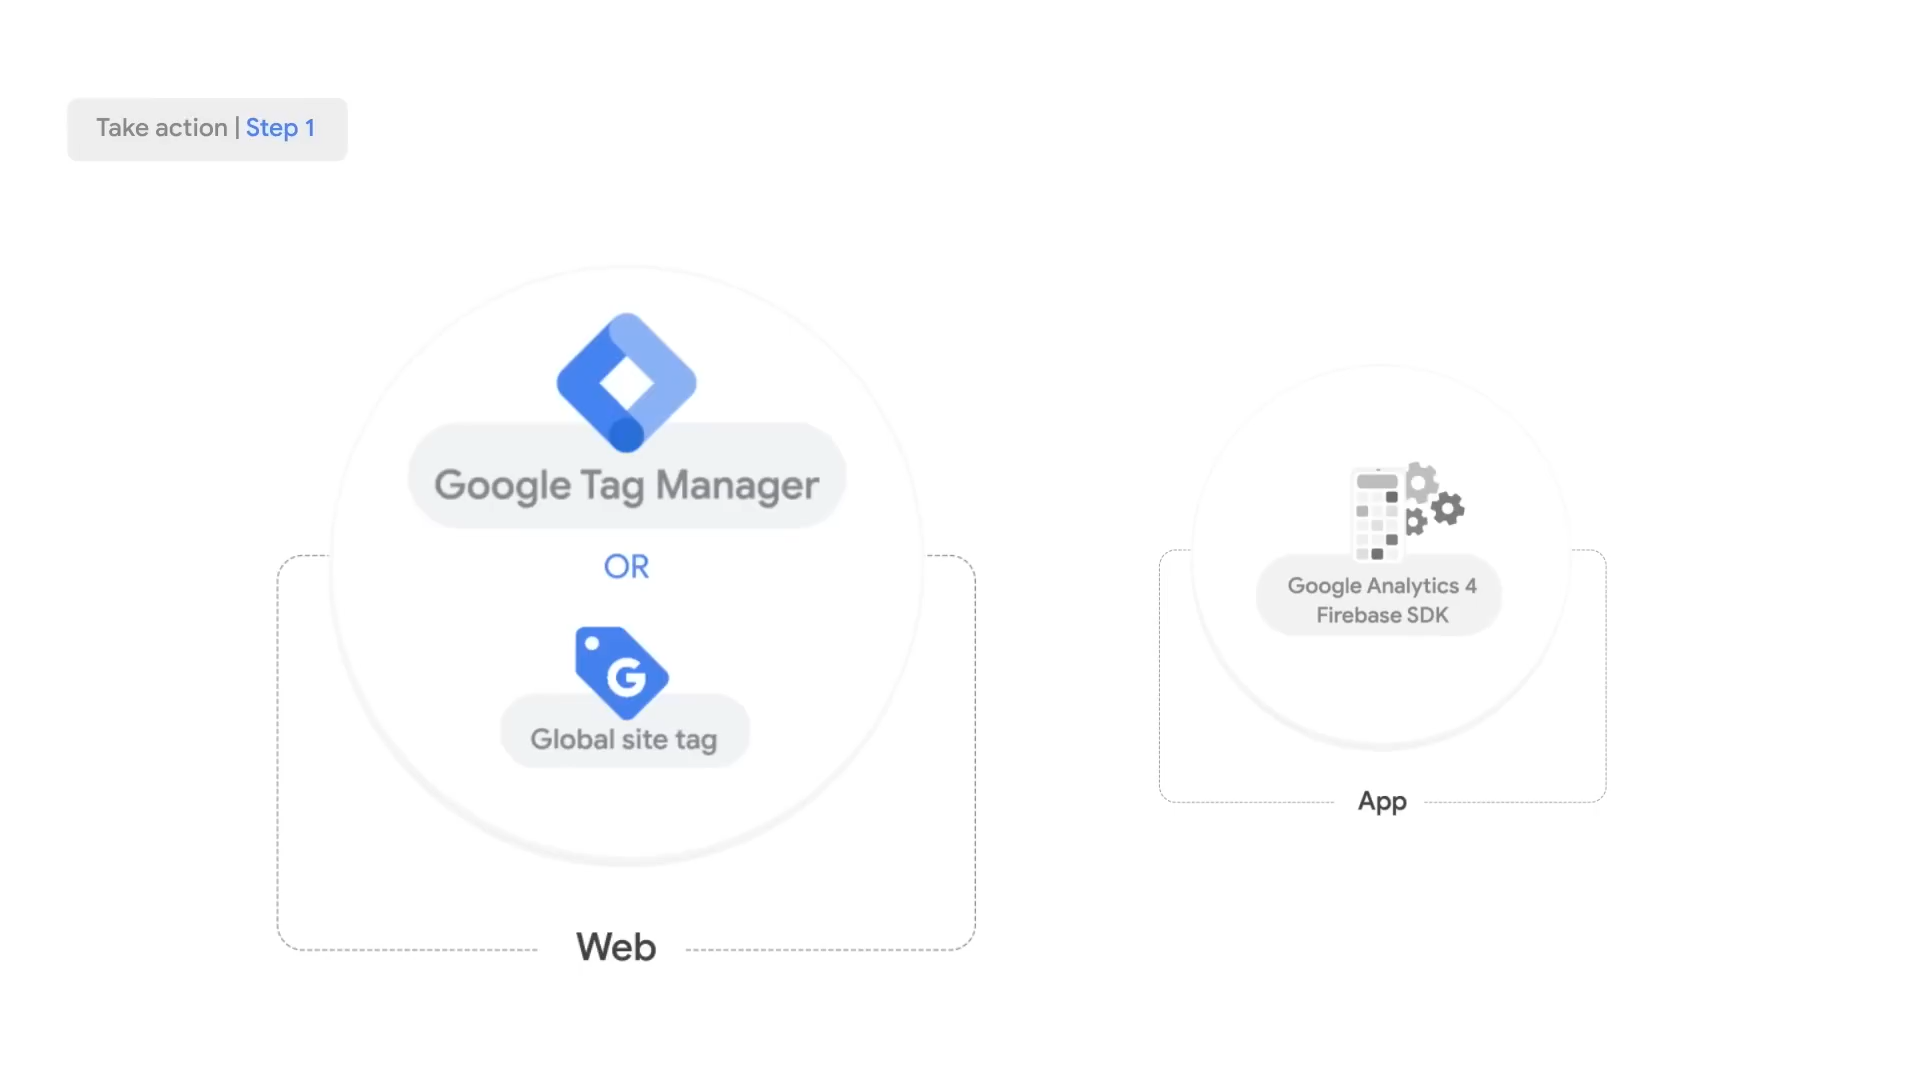 Take action | Step 1
Google Tag Manager
OR
G
Global site tag
Web
Google Analytics 4
Firebase SDK
App